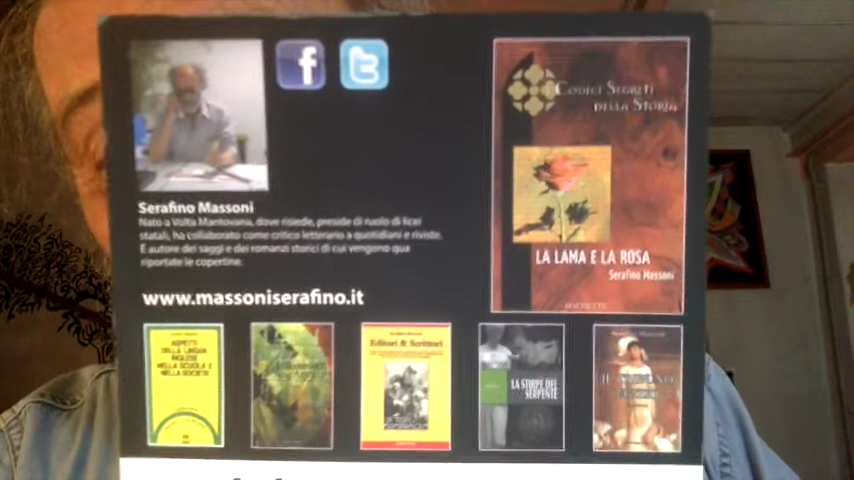 f
t
CODICI SEGRETI
DELLA STORIA
LA LAMA E LA ROSA
Serafino Massoni
HACHETTE
Serafino Massoni
Nato a Volta Mantovana, dove risiede, preside di ruolo di licei
statali, ha collaborato come critico letterario a quotidiani e riviste.
È autore dei saggi e dei romanzi storici di cui vengono qua
riportate le copertine.
www.massoniserafino.it
ASPETTI
DELLA LINGUA
INGLESE
NELLA SCUOLA E
NELLA SOCIETÀ
Editori & Scrittori
LA STIRPE DEL
SERPENTE